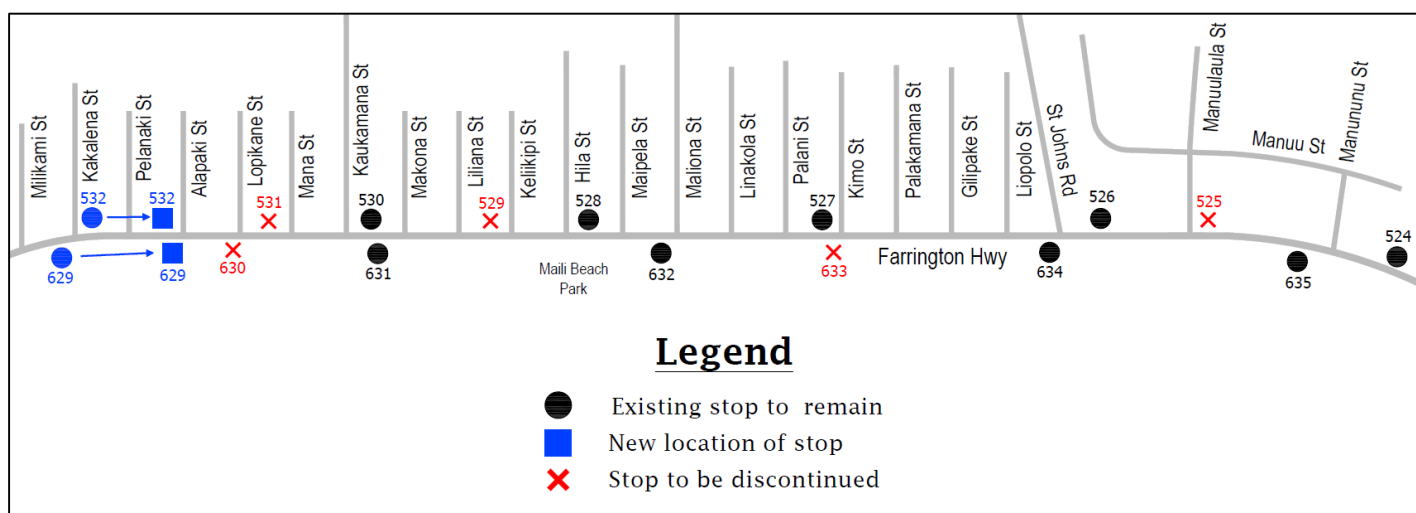 Milikami St
Kakalena St
Pelanaki St
Alapaki St
Lopikane St
Mana St
Kaukamana St
Makona St
Liliana St
Keliikipi St
Hila St
Maipela St
Maliona St
Linakola St
Palani St
Kimo St
Palakamana St
Gilipake St
Liopolo St
St Johns Rd
Manuulaula St
Manuu St
Manununu St
532
532
531
530
529
528
527
526
525
524
629
629
630
631
Maili Beach
Park
632
633
Farrington Hwy
634
635
Legend
Existing stop to remain
New location of stop
Stop to be discontinued